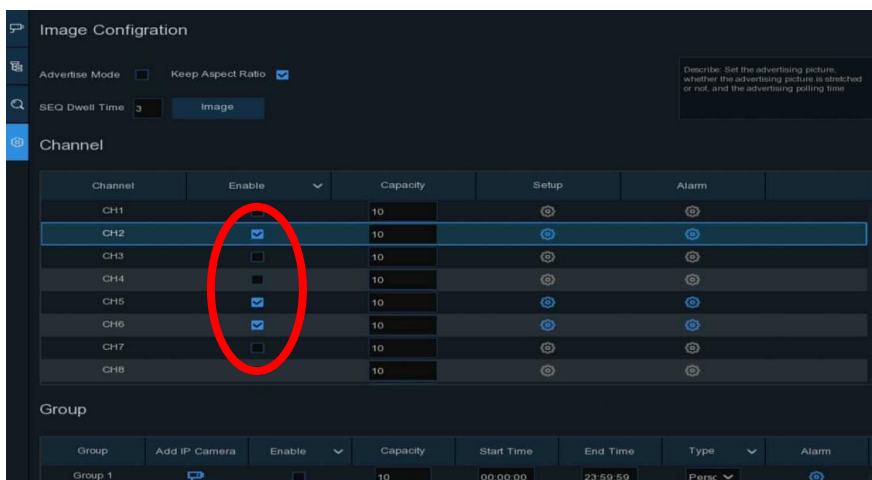 Image Configration
Advertise Mode Keep Aspect Ratio
Describe: Set the advertising picture,
whether the advertising picture is stretched
or not, and the advertising polling time
SEQ Dwell Time 3 Image
Channel
Channel Enable Capacity Setup Alarm
CH1 10
CH2 10
CH3 10
CH4 10
CH5 10
CH6 10
CH7 10
CH8 10
Group
Group Add IP Camera Enable Capacity Start Time End Time Type Alarm
Group 1 10 00:00:00 23:59:59 Persc